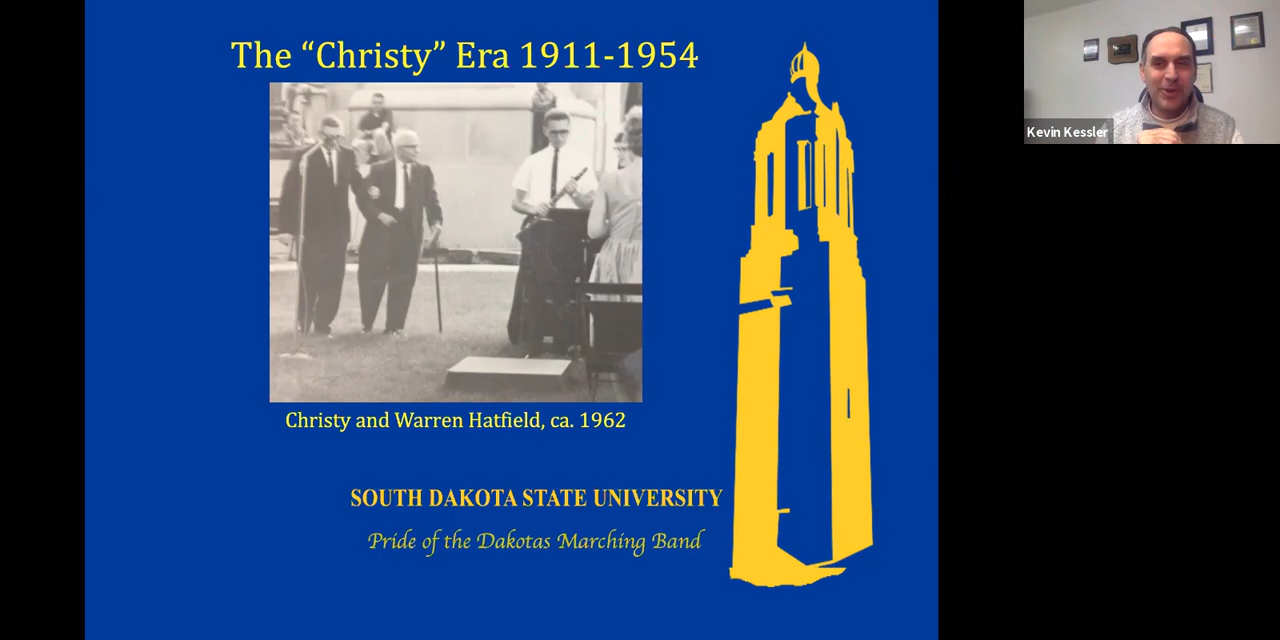 The “Christy” Era 1911-1954
Kevin Kessler
Christy and Warren Hatfield, ca. 1962
SOUTH DAKOTA STATE UNIVERSITY
Pride of the Dakotas Marching Band